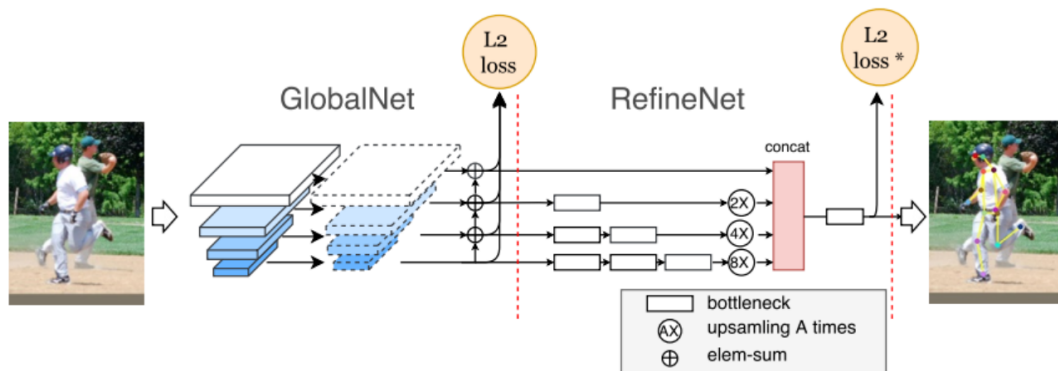 L2
loss
L2
loss *
GlobalNet
RefineNet
concat
2X
4X
8X
bottleneck
AX
upsamling A times
elem-sum